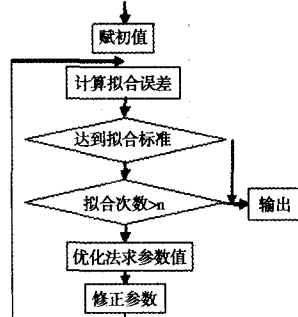 赋初值
计算拟合误差
达到拟合标准
拟合次数>n
输出
优化法求参数值
修正参数